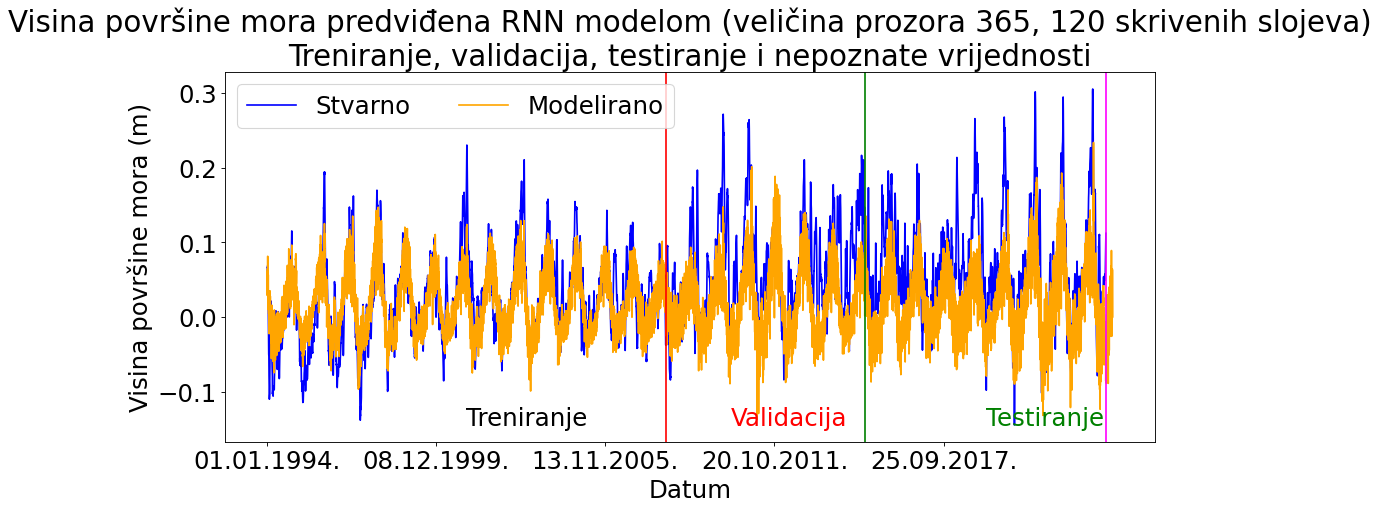 Visina površine mora predviđena RNN modelom (veličina prozora 365, 120 skrivenih slojeva)
Treniranje, validacija, testiranje i nepoznate vrijednosti
Stvarno
Modelirano
Visina površine mora (m)
0.3
0.2
0.1
0.0
−0.1
Treniranje
Validacija
Testiranje
01.01.1994.
08.12.1999.
13.11.2005.
20.10.2011.
25.09.2017.
Datum